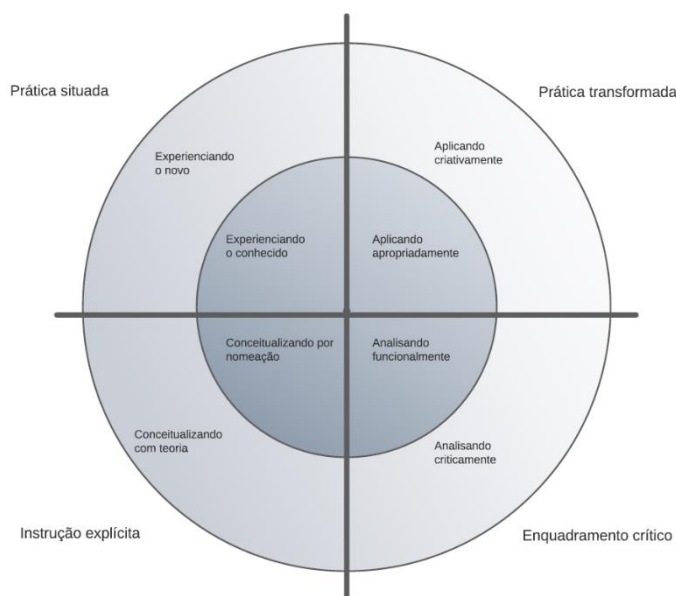 Prática situada
Prática transformada
Experienciando
o novo
Aplicando
criativamente
Experienciando
o conhecido
Aplicando
apropriadamente
Conceitualizando por
nomeação
Analisando
funcionalmente
Conceitualizando
com teoria
Analisando
criticamente
Instrução explícita
Enquadramento crítico